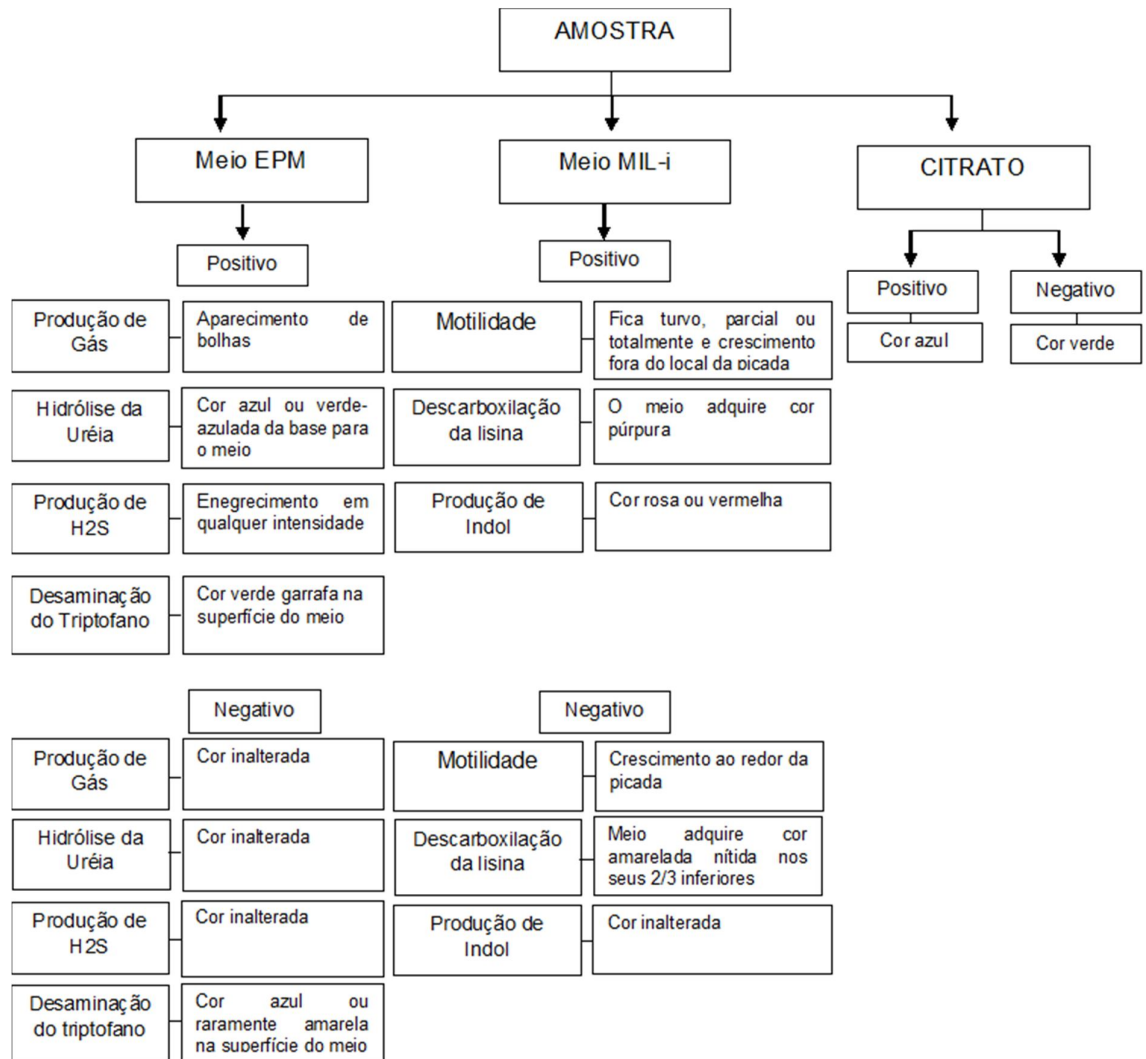 AMOSTRA
Meio EPM
Meio MIL-i
CITRATO
Positivo
Positivo
Positivo
Negativo
Cor azul
Cor verde
Produção de
Gás
Aparecimento de
bolhas
Motilidade
Fica turvo, parcial ou
totalmente e crescimento
fora do local da picada
Hidrólise da
Uréia
Cor azul ou verde-
azulada da base para
o meio
Descarboxilação
da lisina
O meio adquire cor
púrpura
Produção de
H2S
Enegrecimento em
qualquer intensidade
Produção de
Indol
Cor rosa ou vermelha
Desaminação
do Triptofano
Cor verde garrafa na
superfície do meio
Negativo
Negativo
Produção de
Gás
Cor inalterada
Motilidade
Crescimento ao redor da
picada
Hidrólise da
Uréia
Cor inalterada
Descarboxilação
da lisina
Meio adquire cor
amarelada nítida nos
seus 2/3 inferiores
Produção de
H2S
Cor inalterada
Produção de
Indol
Cor inalterada
Desaminação
do triptofano
Cor azul ou
raramente amarela
na superfície do meio